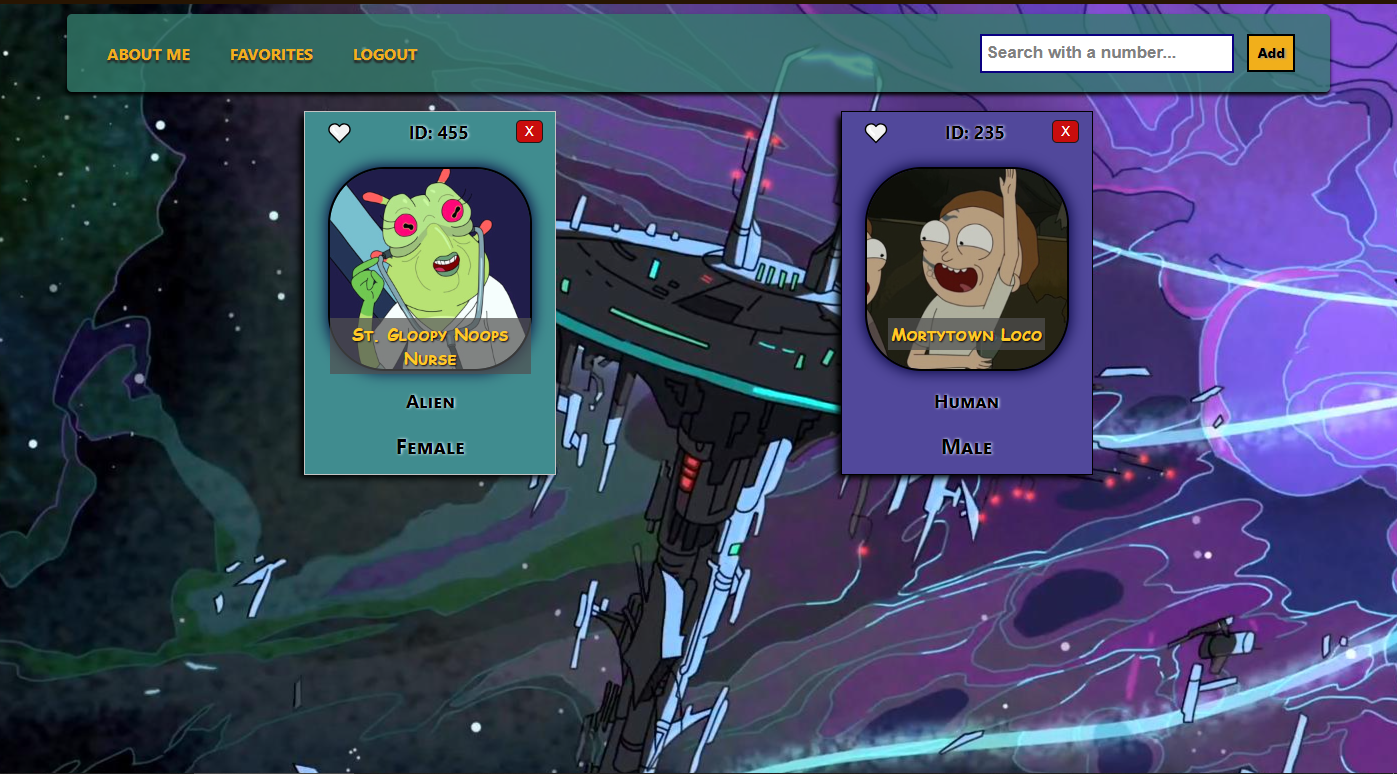 ABOUT ME FAVORITES LOGOUT Search with a number... Add
ID: 455 X
St. Gloopy Noops
Nurse
Alien
Female
ID: 235 X
Mortytown Loco
Human
Male